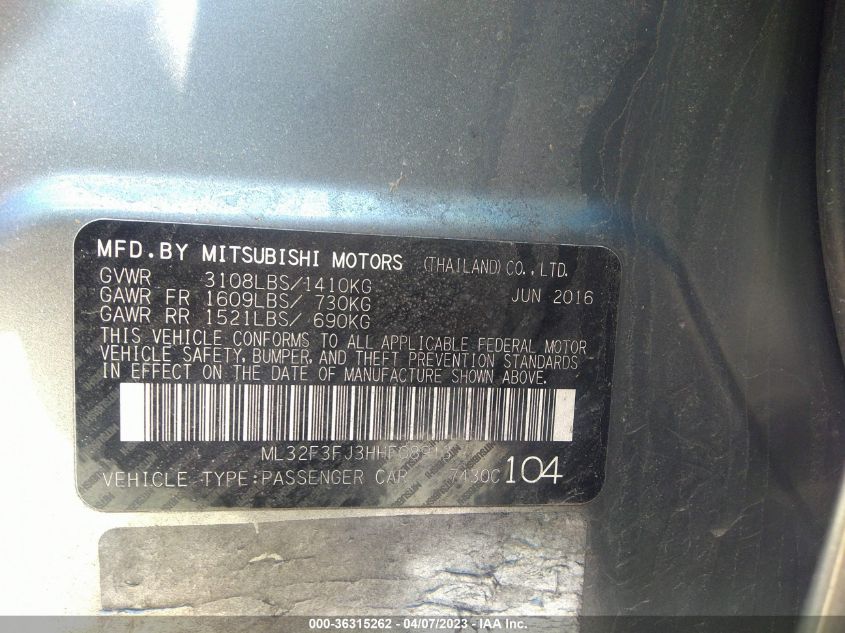 MFD. BY MITSUBISHI MOTORS (THAILAND) CO., LTD.
GVWR 3108LBS/1410KG JUN 2016
GAWR FR 1609LBS/ 730KG
GAWR RR 1521LBS/ 690KG
THIS VEHICLE CONFORMS TO ALL APPLICABLE FEDERAL MOTOR
VEHICLE SAFETY, BUMPER, AND THEFT PREVENTION STANDARDS
IN EFFECT ON THE DATE OF MANUFACTURE SHOWN ABOVE.
VEHICLE TYPE:PASSENGER CAR 7430C 104
000-36315262 - 04/07/2023 - IAA Inc.